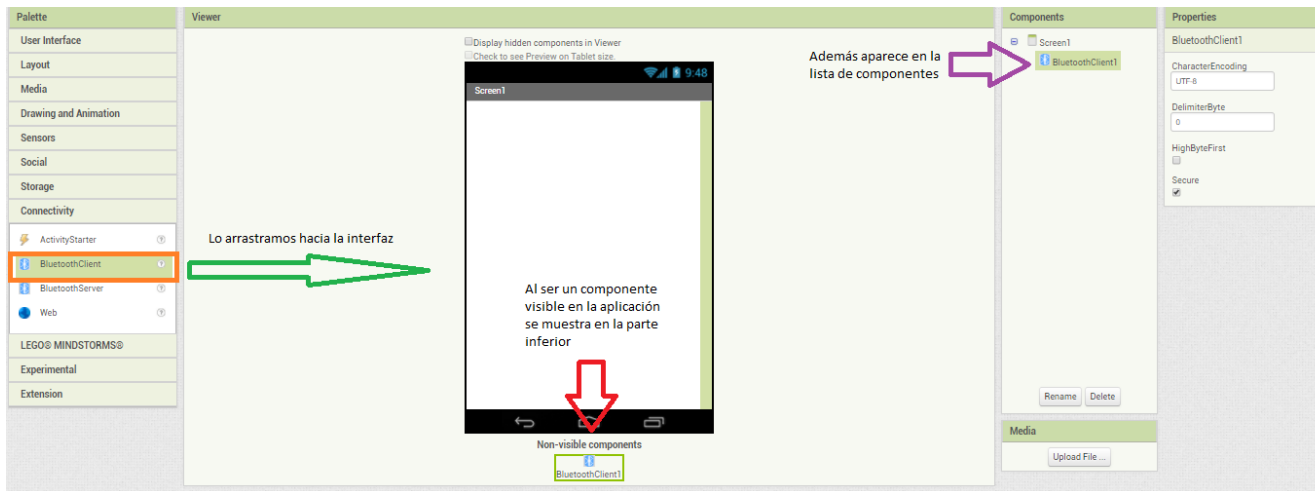 Palette
User Interface
Layout
Media
Drawing and Animation
Sensors
Social
Storage
Connectivity
ActivityStarter
BluetoothClient
BluetoothServer
Web
LEGO® MINDSTORMS®
Experimental
Extension
Lo arrastramos hacia la interfaz
Viewer
Display hidden components in Viewer
Check to see Preview on Tablet size.
9:48
Screen1
Al ser un componente
visible en la aplicación
se muestra en la parte
inferior
Non-visible components
BluetoothClient1
Además aparece en la
lista de componentes
Components
Screen1
BluetoothClient1
Rename Delete
Media
Upload File ...
Properties
BluetoothClient1
CharacterEncoding
UTF-8
DelimiterByte
0
HighByteFirst
Secure